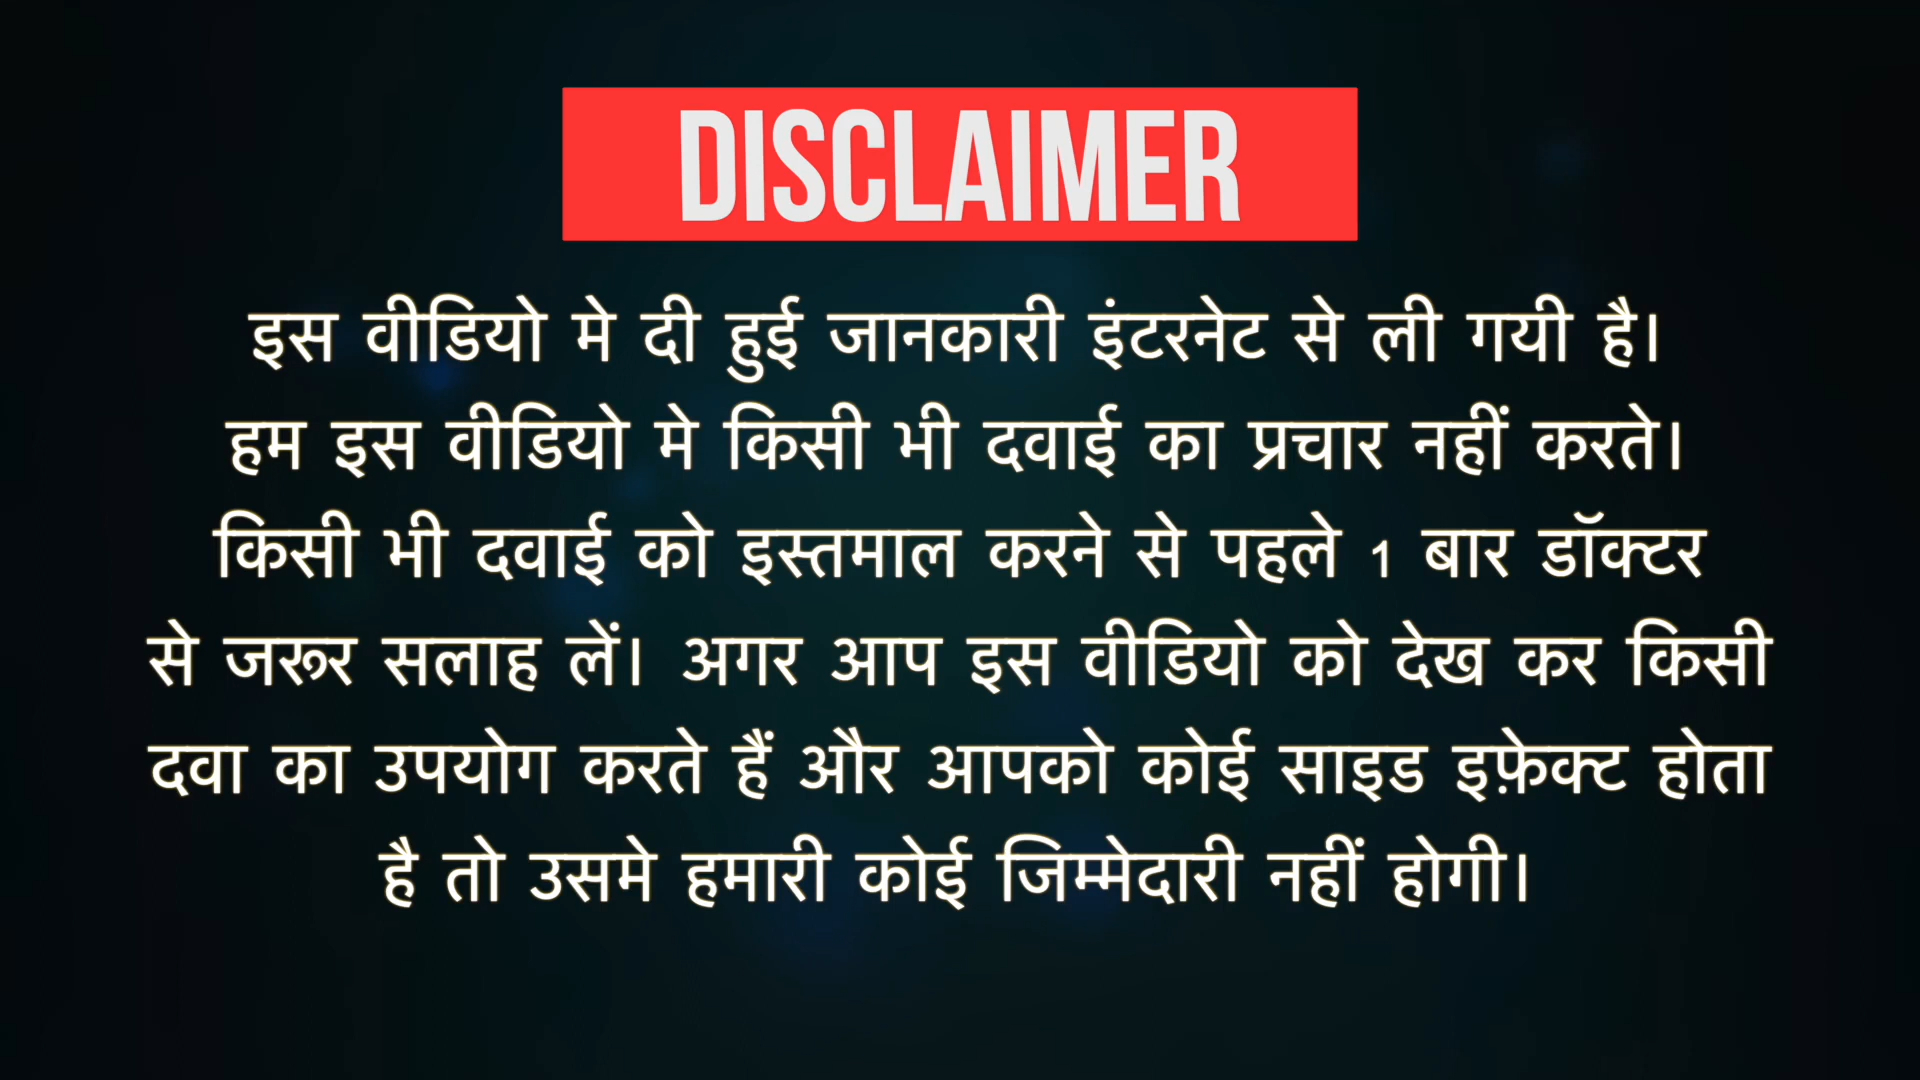 DISCLAIMER
इस वीडियो मे दी हुई जानकारी इंटरनेट से ली गयी है।
हम इस वीडियो मे किसी भी दवाई का प्रचार नहीं करते।
किसी भी दवाई को इस्तमाल करने से पहले 1 बार डॉक्टर
से जरूर सलाह लें। अगर आप इस वीडियो को देख कर किसी
दवा का उपयोग करते हैं और आपको कोई साइड इफ़ेक्ट होता
है तो उसमे हमारी कोई जिम्मेदारी नहीं होगी।